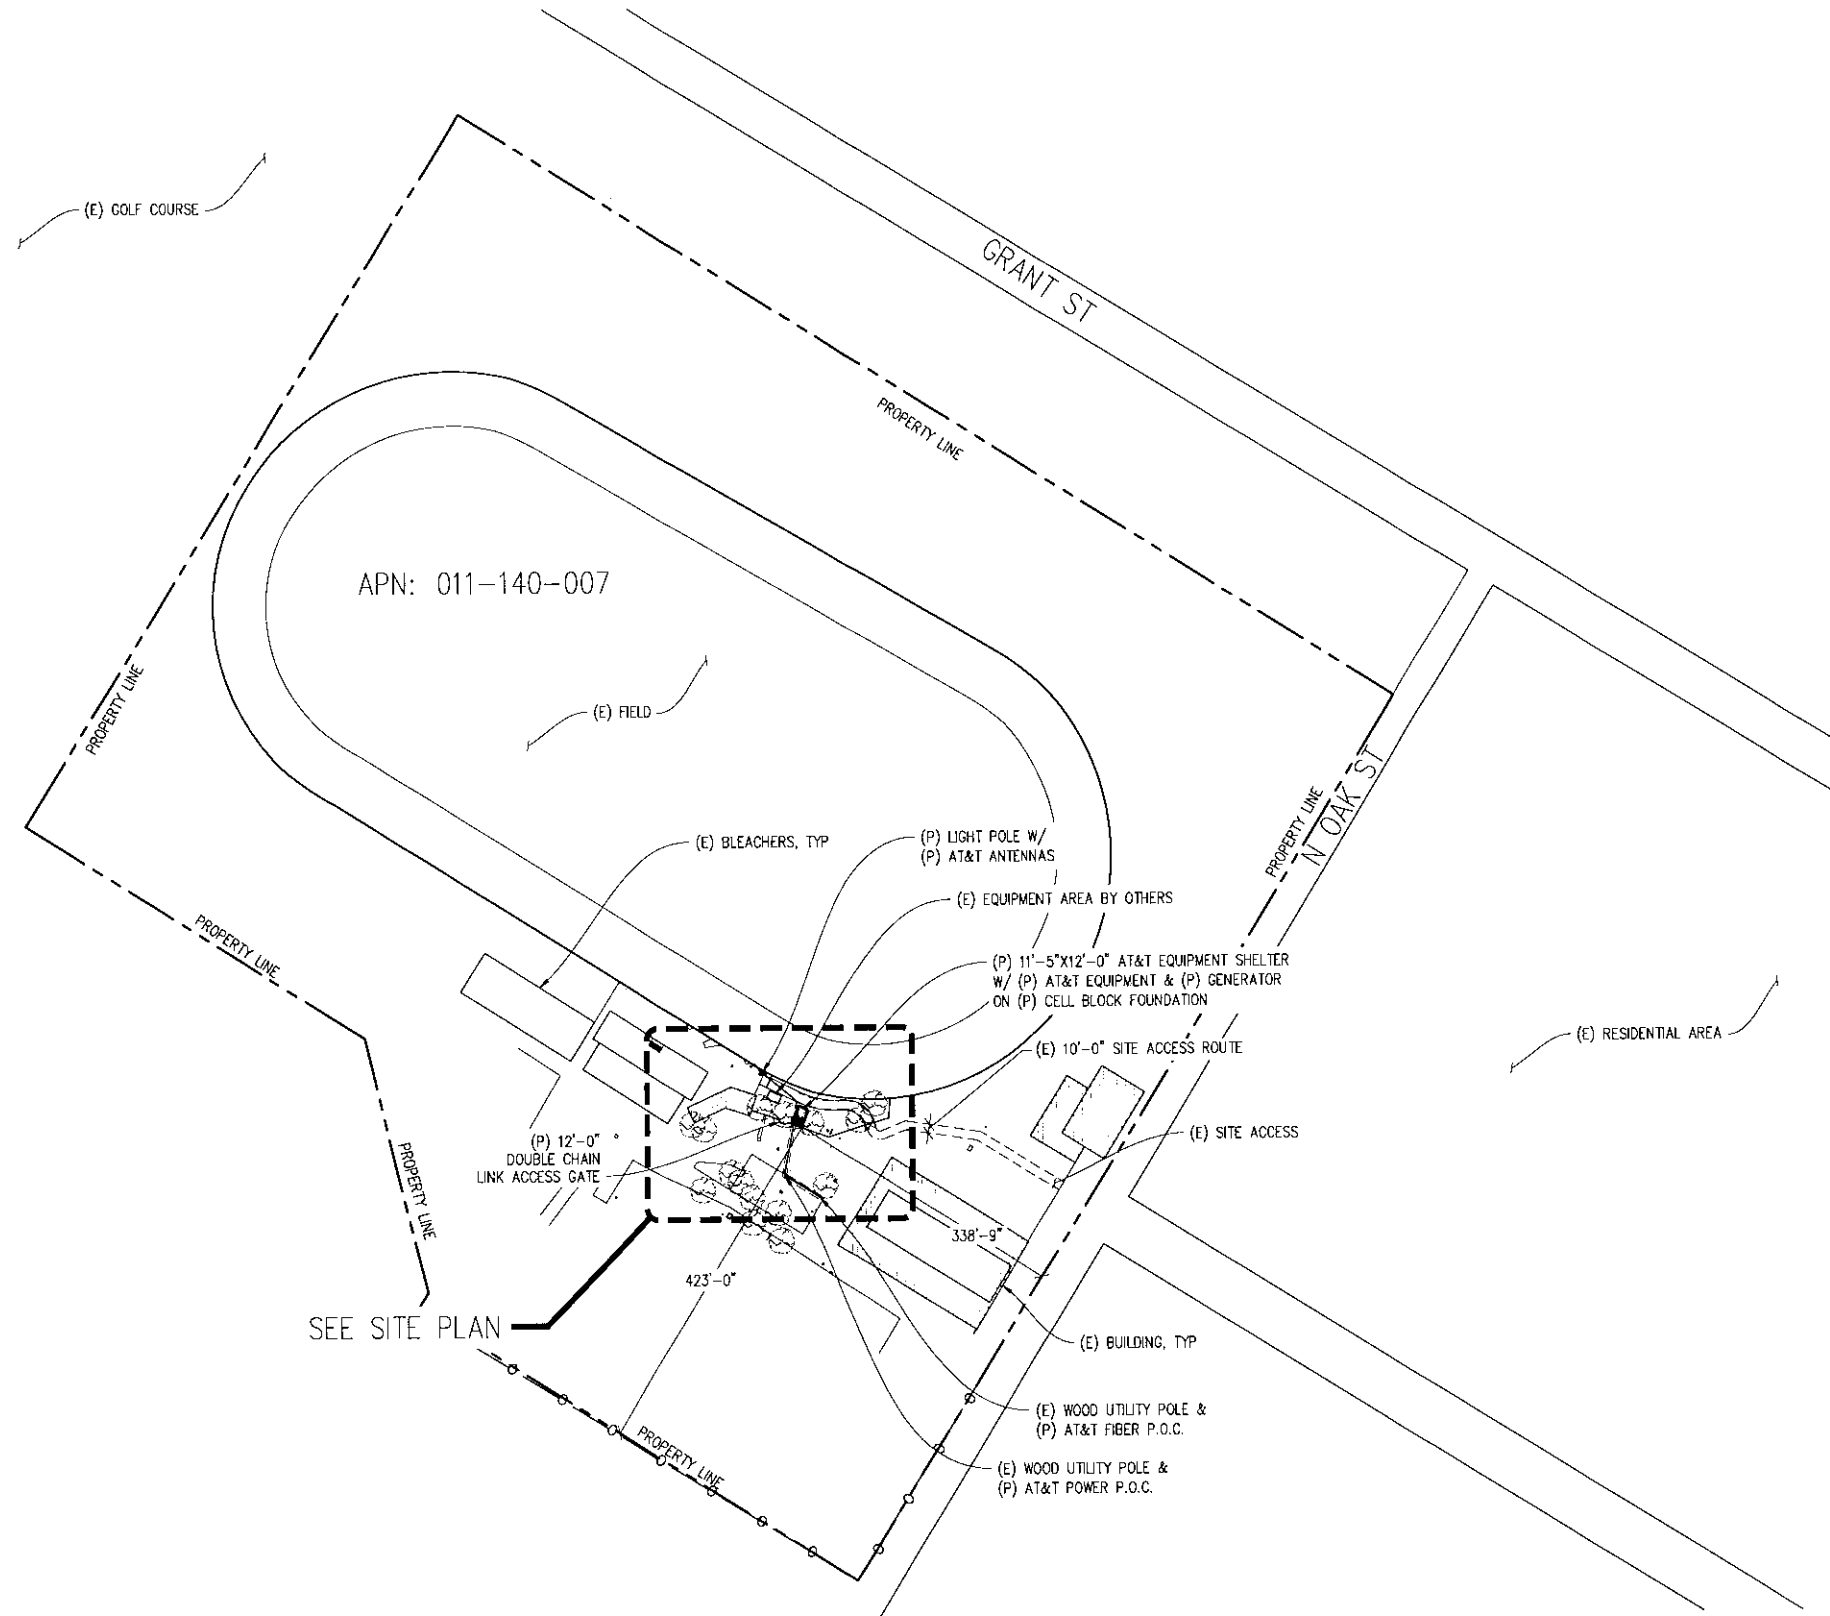 (E) GOLF COURSE
GRANT ST
PROPERTY LINE
APN: 011-140-007
PROPERTY LINE
(E) FIELD
N OAK ST
PROPERTY LINE
(E) BLEACHERS, TYP
(P) LIGHT POLE W/
(P) AT&T ANTENNAS
(E) EQUIPMENT AREA BY OTHERS
PROPERTY LINE
(P) 11'-5"X12'-0" AT&T EQUIPMENT SHELTER
W/ (P) AT&T EQUIPMENT & (P) GENERATOR
ON (P) CELL BLOCK FOUNDATION
(E) RESIDENTIAL AREA
(E) 10'-0" SITE ACCESS ROUTE
(E) SITE ACCESS
(P) 12'-0"
DOUBLE CHAIN
LINK ACCESS GATE
PROPERTY LINE
338'-9"
423'-0"
SEE SITE PLAN
(E) BUILDING, TYP
(E) WOOD UTILITY POLE &
(P) AT&T FIBER P.O.C.
PROPERTY LINE
(E) WOOD UTILITY POLE &
(P) AT&T POWER P.O.C.